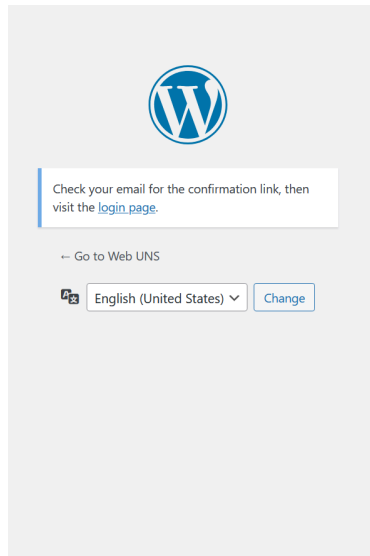 Check your email for the confirmation link, then
visit the login page.
← Go to Web UNS
English (United States)
Change